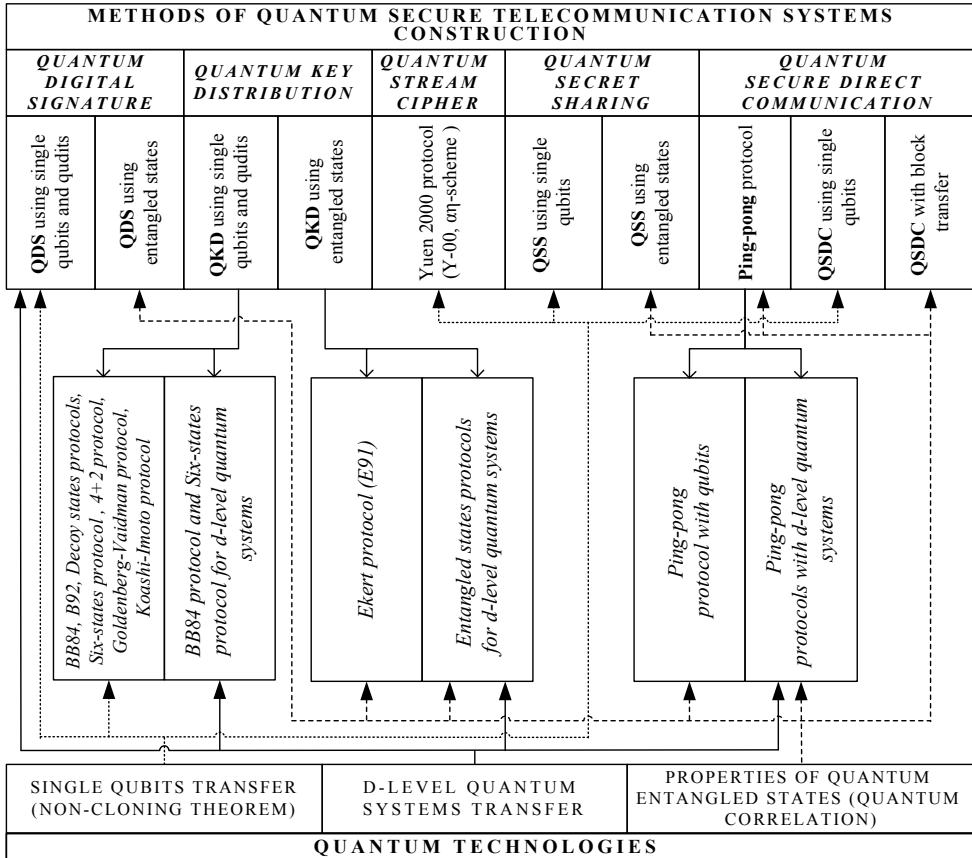 METHODS OF QUANTUM SECURE TELECOMMUNICATION SYSTEMS
CONSTRUCTION
QUANTUM
DIGITAL
SIGNATURE
QUANTUM KEY
DISTRIBUTION
QUANTUM
STREAM
CIPHER
QUANTUM
SECRET
SHARING
QUANTUM
SECURE DIRECT
COMMUNICATION
QDS using single
qubits and qudits
QDS using
entangled states
QKD using single
qubits and qudits
QKD using
entangled states
Yuen 2000 protocol
(Y-00, αη-scheme )
QSS using single
qubits
QSS using
entangled states
Ping-pong protocol
QSDC using single
qubits
QSDC with block
transfer
BB84, B92, Decoy states protocols,
Six-states protocol , 4+2 protocol,
Goldenberg-Vaidman protocol,
Koashi-Imoto protocol
BB84 protocol and Six-states
protocol for d-level quantum
systems
Ekert protocol (E91)
Entangled states protocols
for d-level quantum systems
Ping-pong
protocol with qubits
Ping-pong
protocols with d-level quantum
systems
SINGLE QUBITS TRANSFER
(NON-CLONING THEOREM)
D-LEVEL QUANTUM
SYSTEMS TRANSFER
PROPERTIES OF QUANTUM
ENTANGLED STATES (QUANTUM
CORRELATION)
QUANTUM TECHNOLOGIES